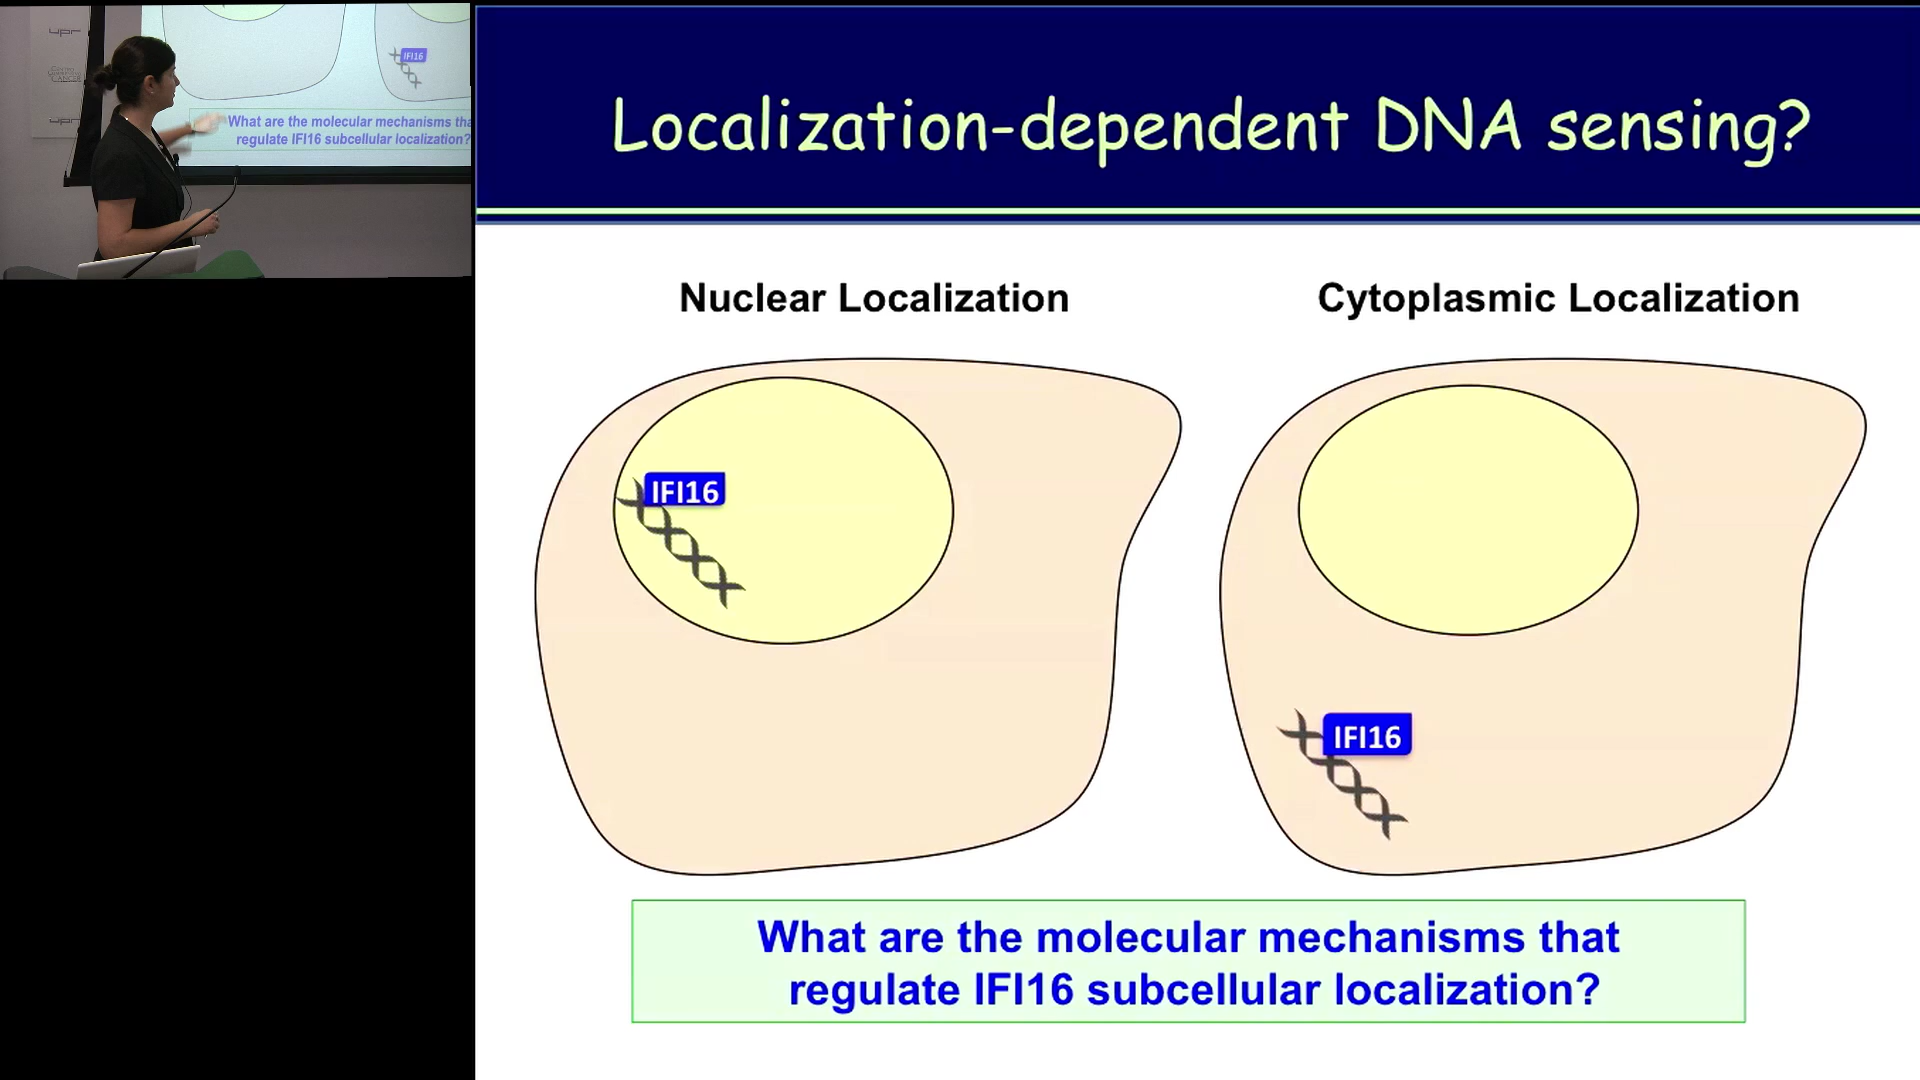 IFI16
What are the molecular mechanisms tha
regulate IFI16 subcellular localization?
Localization-dependent DNA sensing?
Nuclear Localization
Cytoplasmic Localization
IFI16
IFI16
What are the molecular mechanisms that
regulate IFI16 subcellular localization?